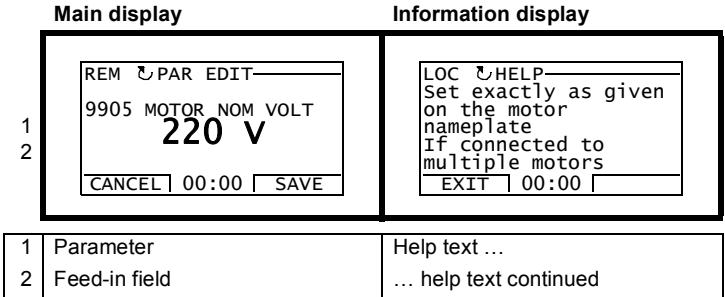 Main display Information display
REM ↻ PAR EDIT
9905 MOTOR NOM VOLT
220 V
CANCEL 00:00 SAVE
LOC ↻ HELP
Set exactly as given
on the motor
nameplate
If connected to
multiple motors
EXIT 00:00
1
2
1 Parameter Help text …
2 Feed-in field … help text continued